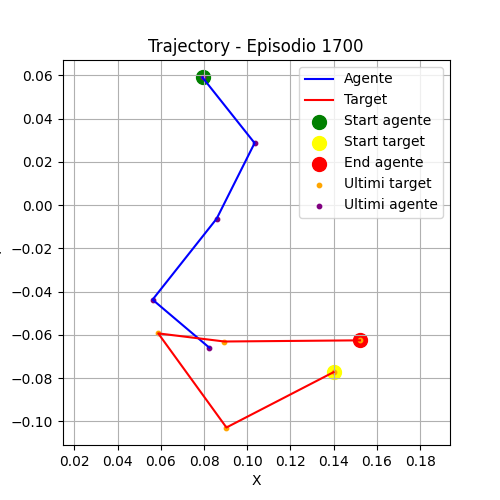 Trajectory - Episodio 1700
Agente
Target
Start agente
Start target
End agente
Ultimi target
Ultimi agente
0.06
0.04
0.02
0.00
−0.02
−0.04
−0.06
−0.08
−0.10
0.02 0.04 0.06 0.08 0.10 0.12 0.14 0.16 0.18
X